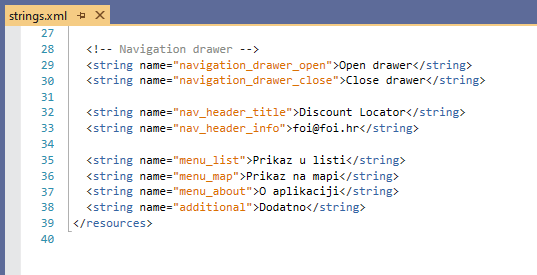 strings.xml
27
28 <!-- Navigation drawer -->
29 <string name="navigation_drawer_open">Open drawer</string>
30 <string name="navigation_drawer_close">Close drawer</string>
31
32 <string name="nav_header_title">Discount Locator</string>
33 <string name="nav_header_info">foi@foi.hr</string>
34
35 <string name="menu_list">Prikaz u listi</string>
36 <string name="menu_map">Prikaz na mapi</string>
37 <string name="menu_about">O aplikaciji</string>
38 <string name="additional">Dodatno</string>
39 </resources>
40